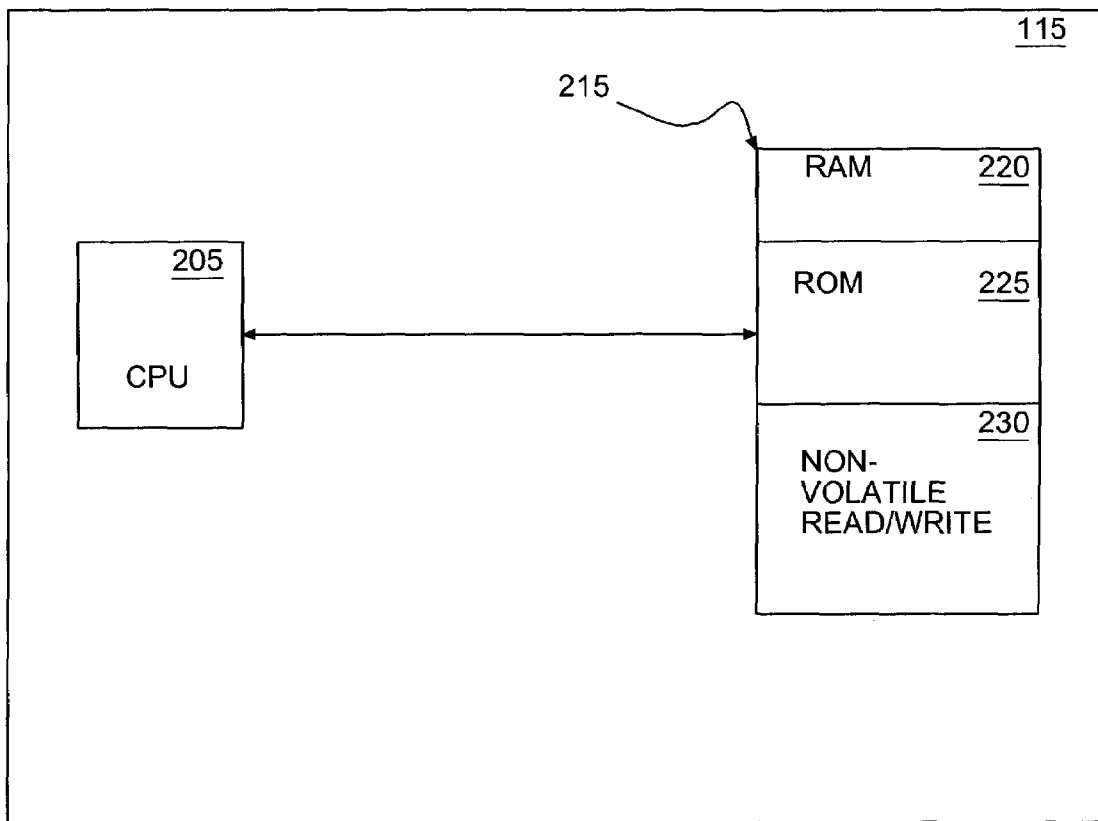 115
215
RAM 220
205
ROM 225
CPU
230
NON-
VOLATILE
READ/WRITE